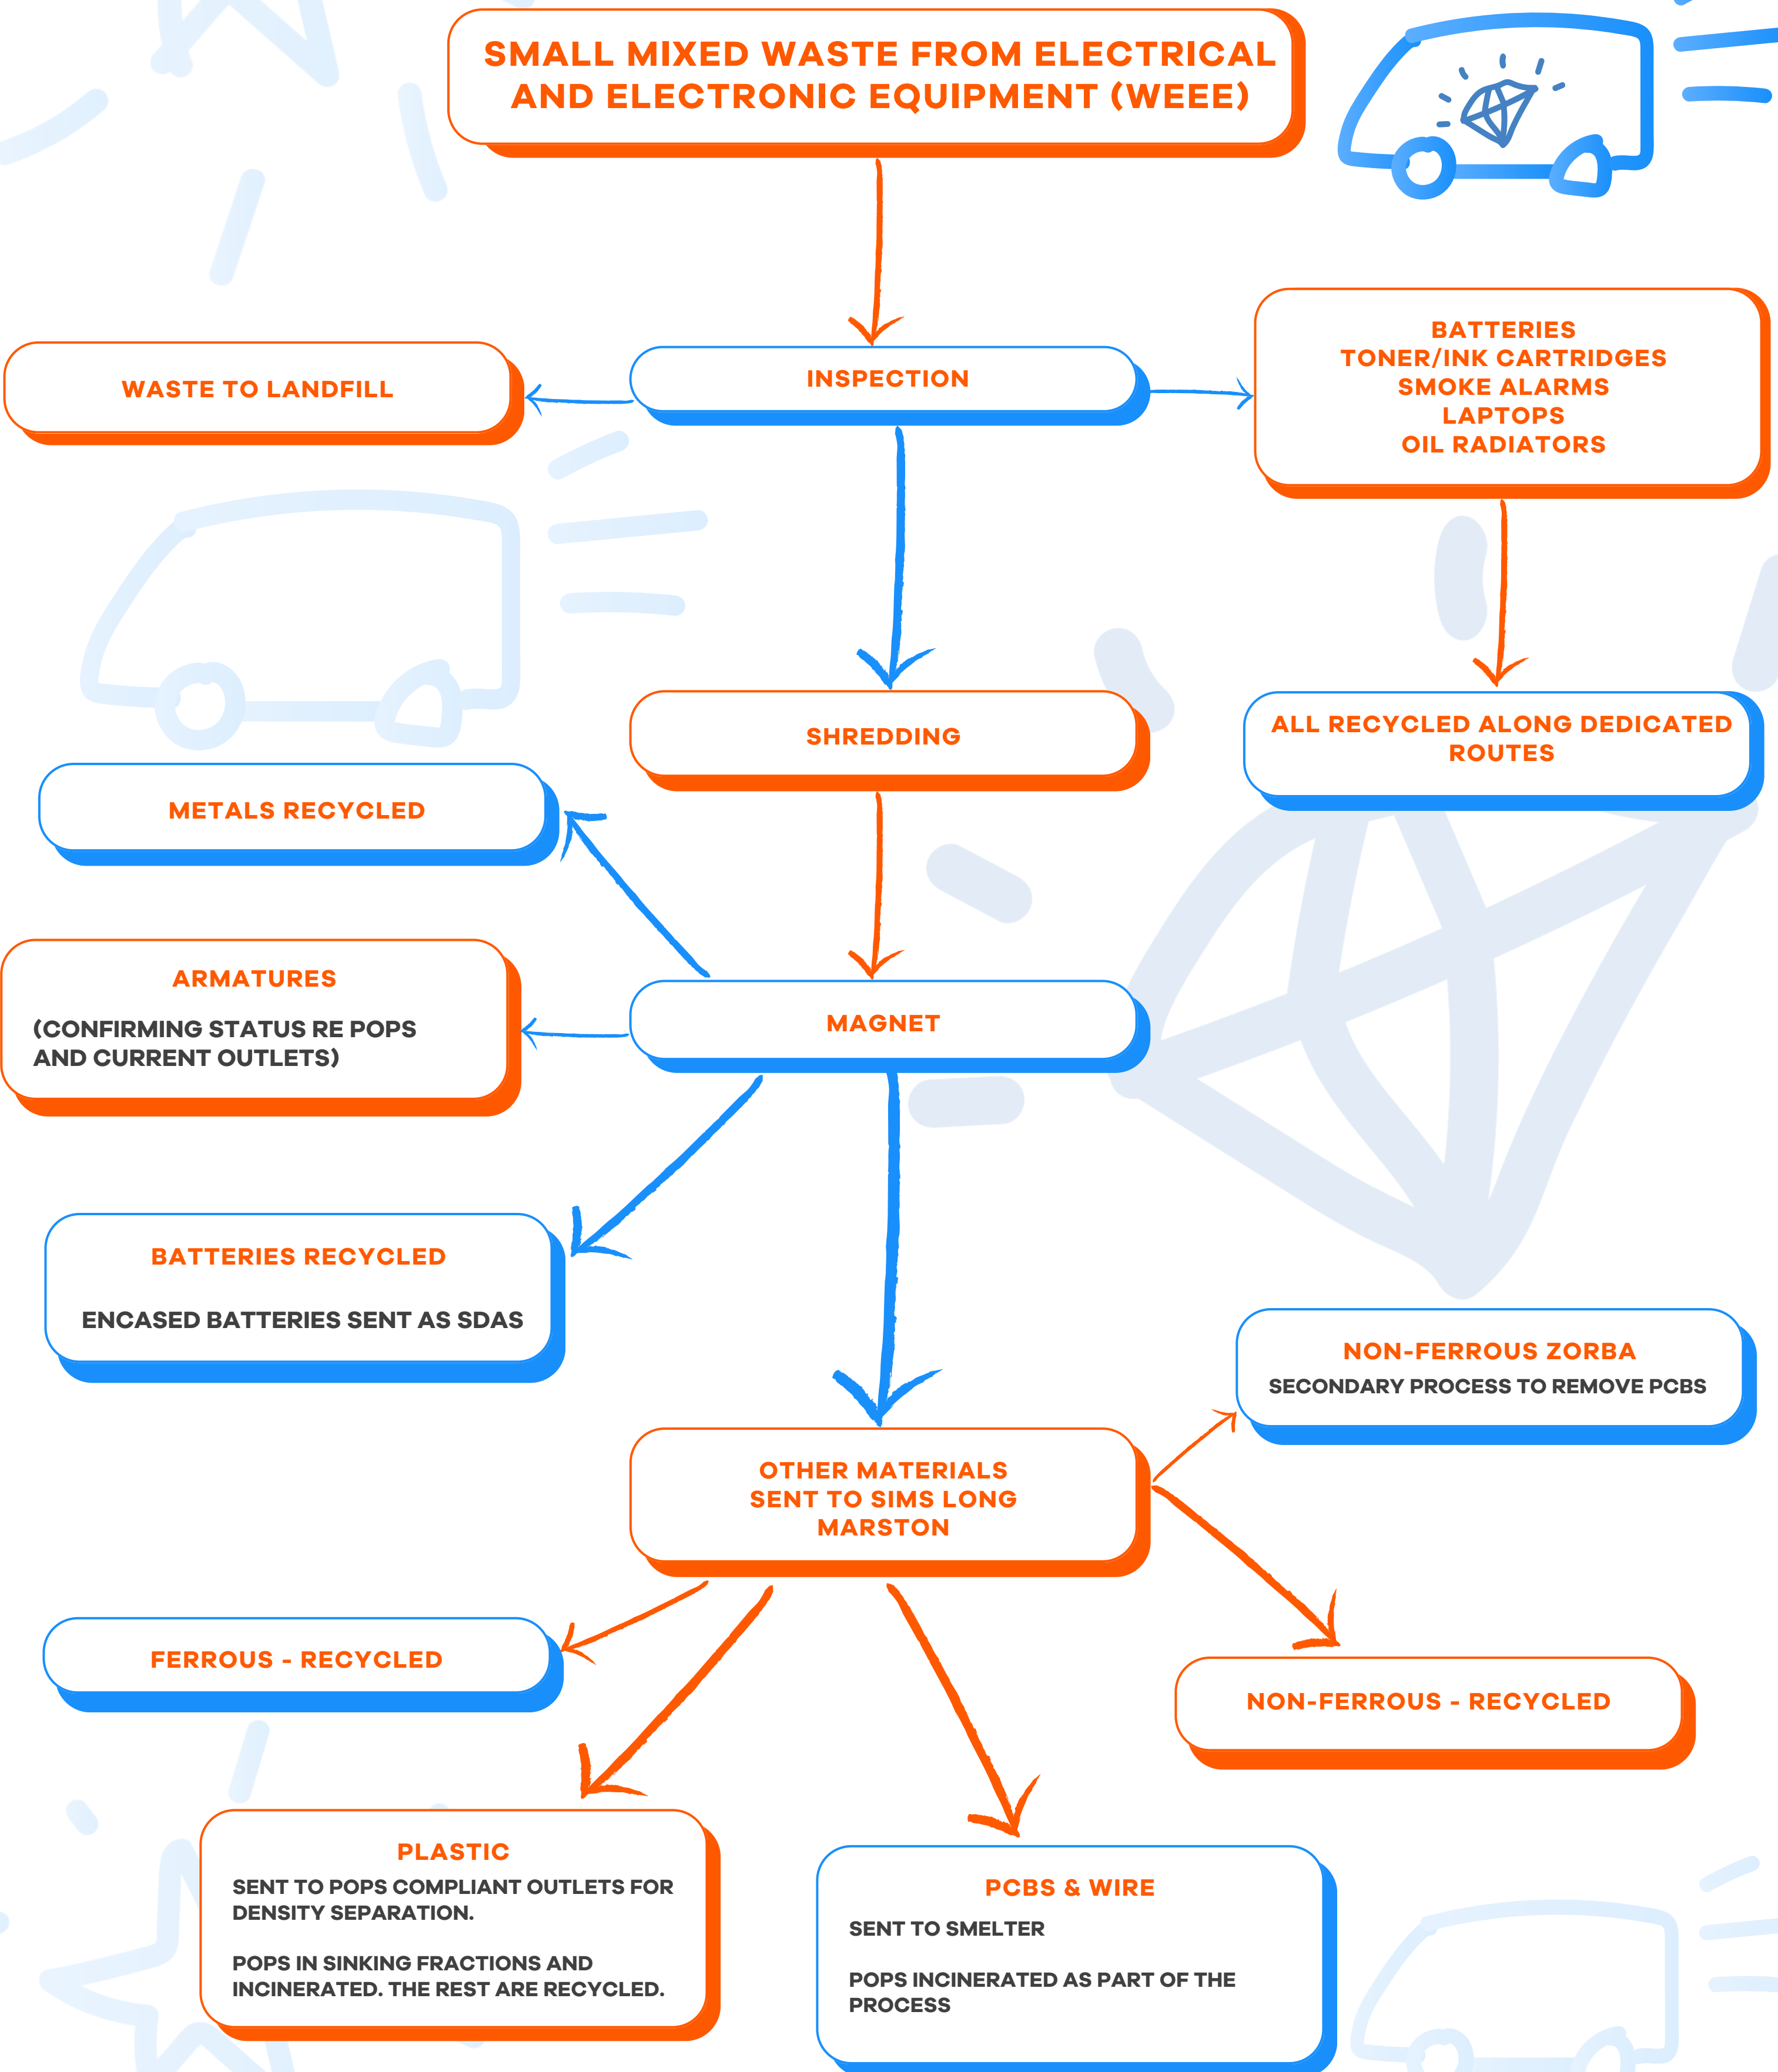 SMALL MIXED WASTE FROM ELECTRICAL
AND ELECTRONIC EQUIPMENT (WEEE)
WASTE TO LANDFILL
INSPECTION
BATTERIES
TONER/INK CARTRIDGES
SMOKE ALARMS
LAPTOPS
OIL RADIATORS
SHREDDING
ALL RECYCLED ALONG DEDICATED
ROUTES
METALS RECYCLED
ARMATURES
(CONFIRMING STATUS RE POPS
AND CURRENT OUTLETS)
MAGNET
BATTERIES RECYCLED
ENCASED BATTERIES SENT AS SDAS
NON-FERROUS ZORBA
SECONDARY PROCESS TO REMOVE PCBS
OTHER MATERIALS
SENT TO SIMS LONG
MARSTON
FERROUS - RECYCLED
NON-FERROUS - RECYCLED
PLASTIC
SENT TO POPS COMPLIANT OUTLETS FOR
DENSITY SEPARATION.
POPS IN SINKING FRACTIONS AND
INCINERATED. THE REST ARE RECYCLED.
PCBS & WIRE
SENT TO SMELTER
POPS INCINERATED AS PART OF THE
PROCESS